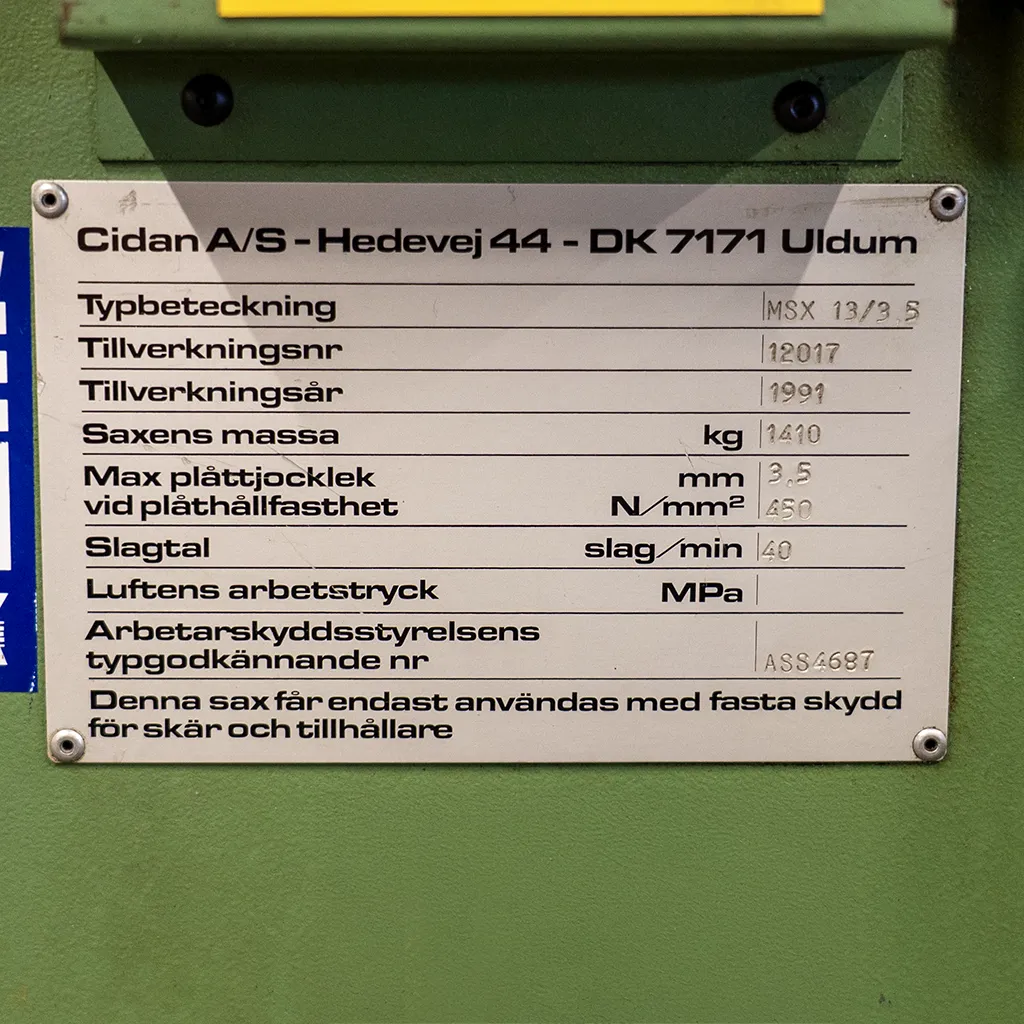 Cidan A/S - Hedevej 44 - DK 7171 Uldum
Typbeteckning MSX 13/3.5
Tillverkningsnr 12017
Tillverkningsår 1991
Saxens massa kg 1410
Max plåttjocklek mm 3,5
vid plåthållfasthet N/mm² 450
Slagtal slag/min 40
Luftens arbetstryck MPa
Arbetarskyddsstyrelsens
typgodkännande nr ASS4687
Denna sax får endast användas med fasta skydd
för skär och tillhållare